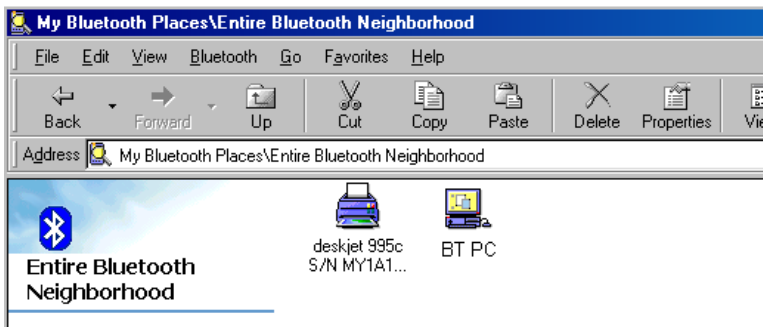 My Bluetooth Places\Entire Bluetooth Neighborhood
File Edit View Bluetooth Go Favorites Help
Back Forward Up Cut Copy Paste Delete Properties
Address My Bluetooth Places\Entire Bluetooth Neighborhood
deskjet 995c
S/N MY1A1...
BT PC
Entire Bluetooth
Neighborhood